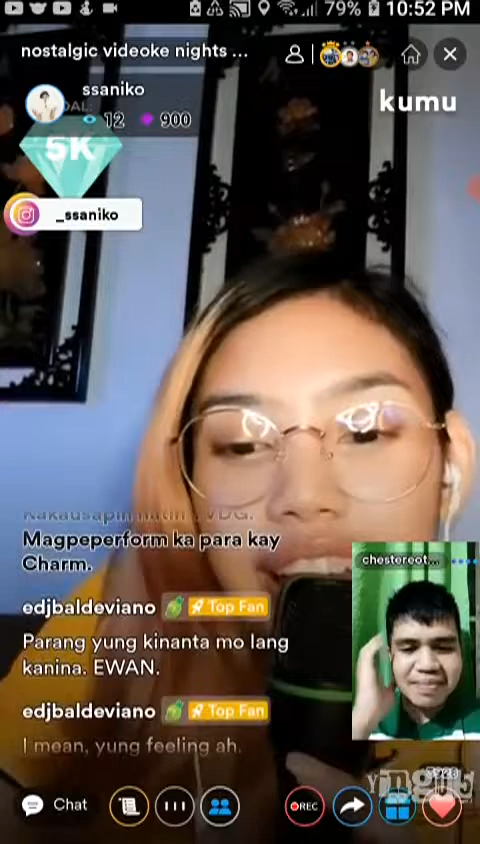 79% 10:52 PM
nostalgic videoke nights ...
ssaniko
kumu
12 900
5K
_ssaniko
Magpeperform ka para kay
Charm.
chestereot...
edjbaldeviano Top Fan
Parang yung kinanta mo lang
kanina. EWAN.
edjbaldeviano Top Fan
I mean, yung feeling ah.
Chat
REC